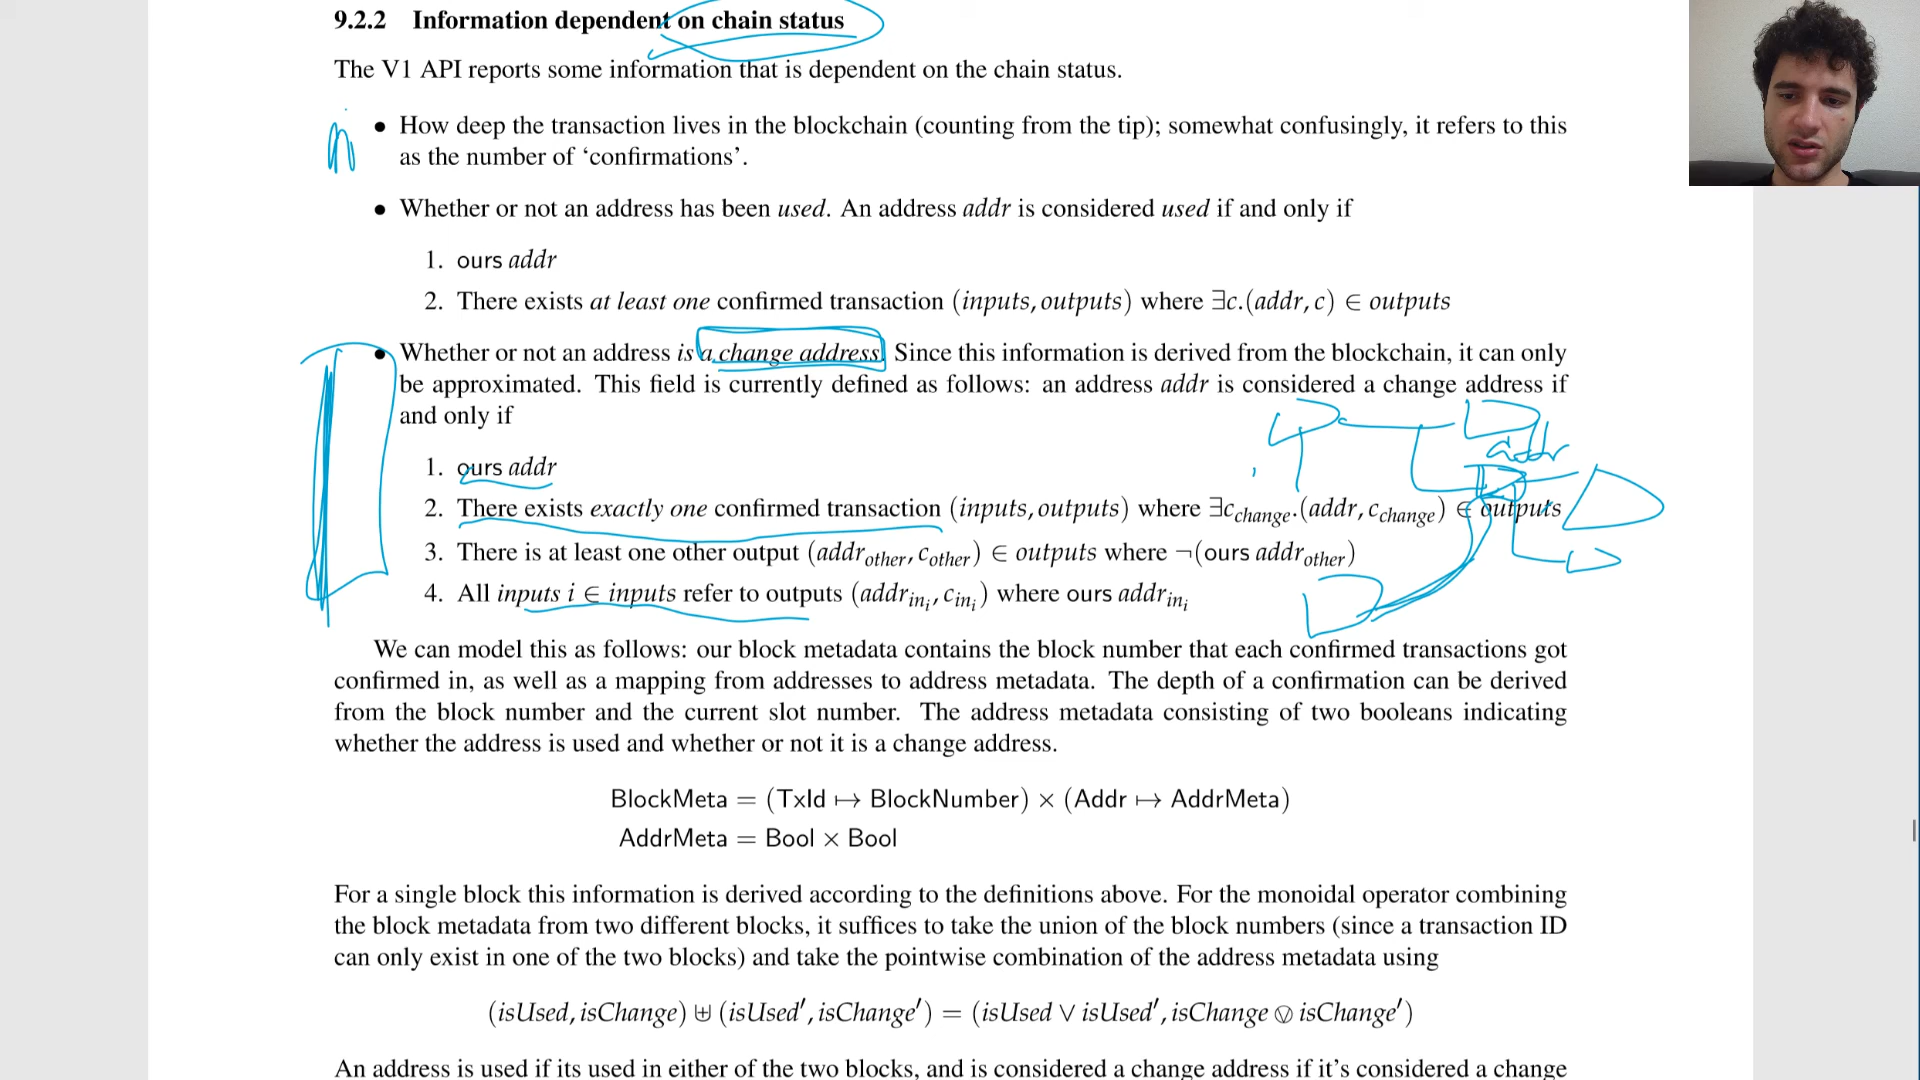 9.2.2 Information dependent on chain status
The V1 API reports some information that is dependent on the chain status.
• How deep the transaction lives in the blockchain (counting from the tip); somewhat confusingly, it refers to this
as the number of ‘confirmations’.
• Whether or not an address has been used. An address addr is considered used if and only if
1. ours addr
2. There exists at least one confirmed transaction (inputs, outputs) where ∃c.(addr, c) ∈ outputs
• Whether or not an address is a change address. Since this information is derived from the blockchain, it can only
be approximated. This field is currently defined as follows: an address addr is considered a change address if
and only if
addr
1. ours addr
2. There exists exactly one confirmed transaction (inputs, outputs) where ∃c_change.(addr, c_change) ∈ outputs
3. There is at least one other output (addr_other, c_other) ∈ outputs where ¬(ours addr_other)
4. All inputs i ∈ inputs refer to outputs (addr_in_i, c_in_i) where ours addr_in_i
We can model this as follows: our block metadata contains the block number that each confirmed transactions got
confirmed in, as well as a mapping from addresses to address metadata. The depth of a confirmation can be derived
from the block number and the current slot number. The address metadata consisting of two booleans indicating
whether the address is used and whether or not it is a change address.
BlockMeta = (TxId ↦ BlockNumber) × (Addr ↦ AddrMeta)
AddrMeta = Bool × Bool
For a single block this information is derived according to the definitions above. For the monoidal operator combining
the block metadata from two different blocks, it suffices to take the union of the block numbers (since a transaction ID
can only exist in one of the two blocks) and take the pointwise combination of the address metadata using
(isUsed, isChange) ⊎ (isUsed′, isChange′) = (isUsed ∨ isUsed′, isChange ⊚ isChange′)
An address is used if its used in either of the two blocks, and is considered a change address if it’s considered a change